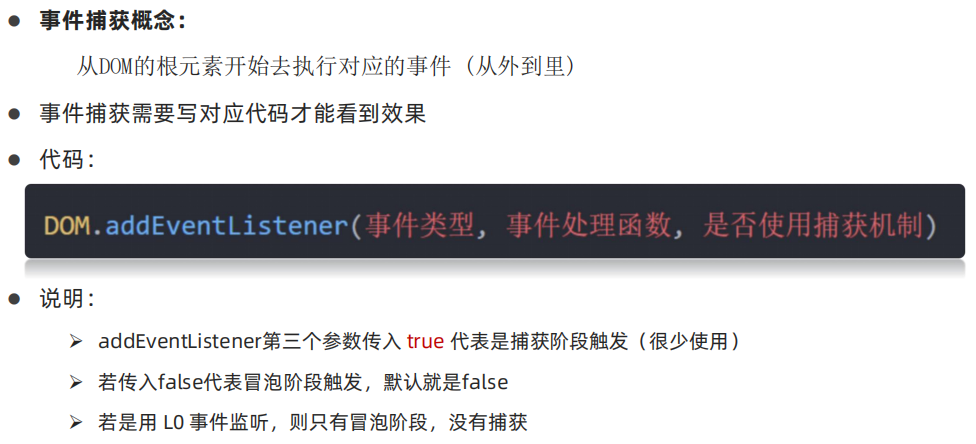 ● 事件捕获概念：
从DOM的根元素开始去执行对应的事件（从外到里）
● 事件捕获需要写对应代码才能看到效果
● 代码：
DOM.addEventListener(事件类型, 事件处理函数, 是否使用捕获机制)
● 说明：
➢ addEventListener第三个参数传入 true 代表是捕获阶段触发（很少使用）
➢ 若传入false代表冒泡阶段触发，默认就是false
➢ 若是用 L0 事件监听，则只有冒泡阶段，没有捕获